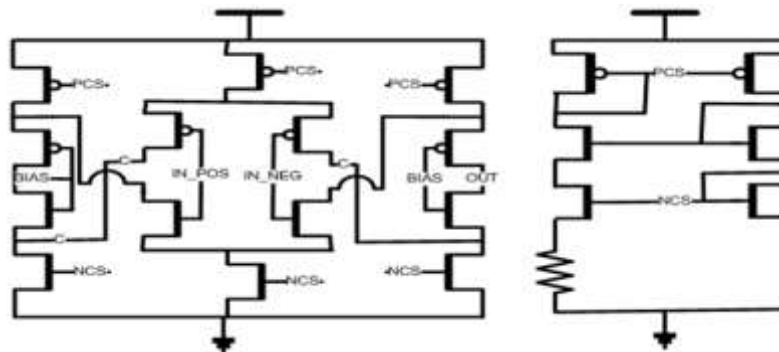 PCS PCS PCS PCS
C C
BIAS IN_POS IN_NEG BIAS OUT
C NCS
NCS NCS NCS